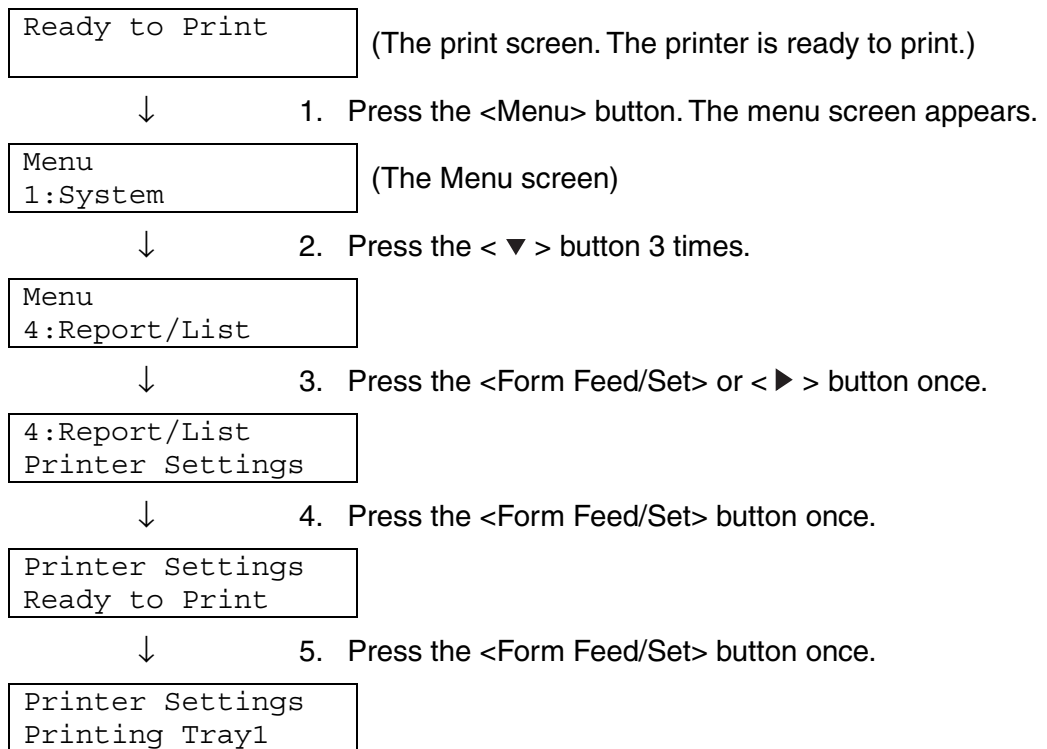 Ready to Print
(The print screen. The printer is ready to print.)
↓ 1. Press the <Menu> button. The menu screen appears.
Menu
1:System
(The Menu screen)
↓ 2. Press the < ▼ > button 3 times.
Menu
4:Report/List
↓ 3. Press the <Form Feed/Set> or < ▶ > button once.
4:Report/List
Printer Settings
↓ 4. Press the <Form Feed/Set> button once.
Printer Settings
Ready to Print
↓ 5. Press the <Form Feed/Set> button once.
Printer Settings
Printing Tray1